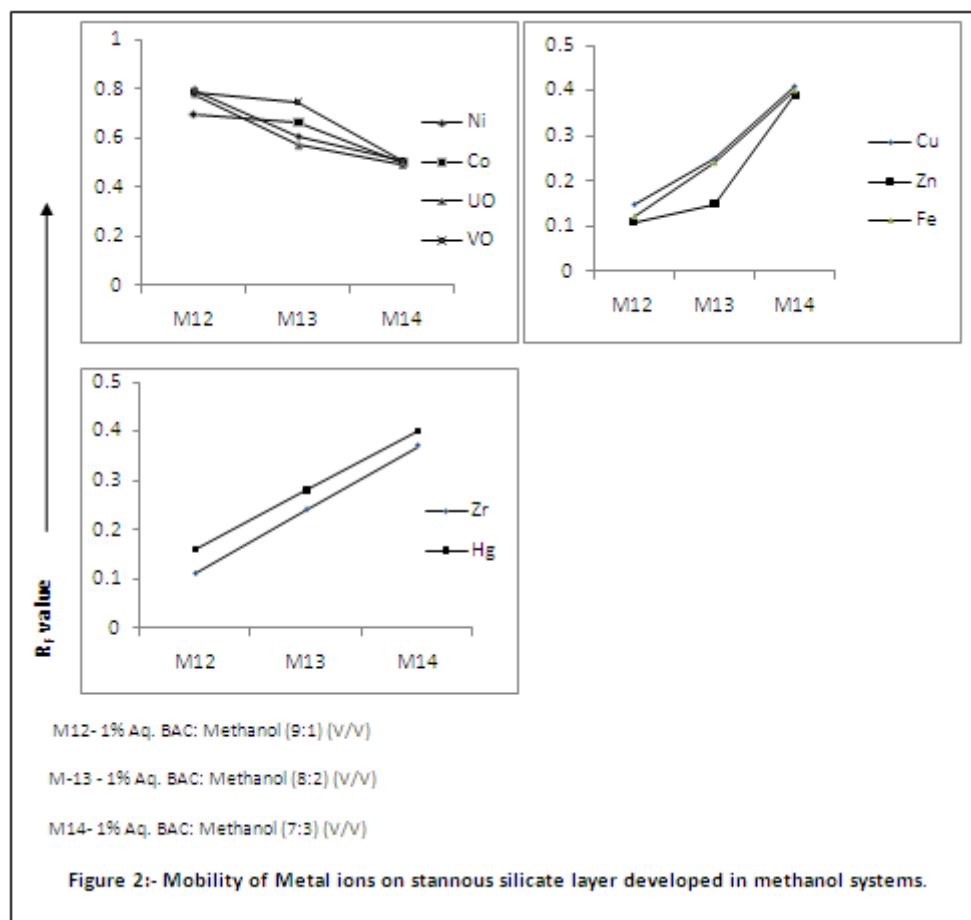 1
0.8
0.6
0.4
0.2
0
M12
M13
M14
Ni
Co
UO
VO
0.5
0.4
0.3
0.2
0.1
0
M12
M13
M14
Cu
Zn
Fe
0.5
0.4
0.3
0.2
0.1
0
M12
M13
M14
Zr
Hg
RF value
M12- 1% Aq. BAC: Methanol (9:1) (V/V)
M-13 - 1% Aq. BAC: Methanol (8:2) (V/V)
M14- 1% Aq. BAC: Methanol (7:3) (V/V)
Figure 2:- Mobility of Metal ions on stannous silicate layer developed in methanol systems.